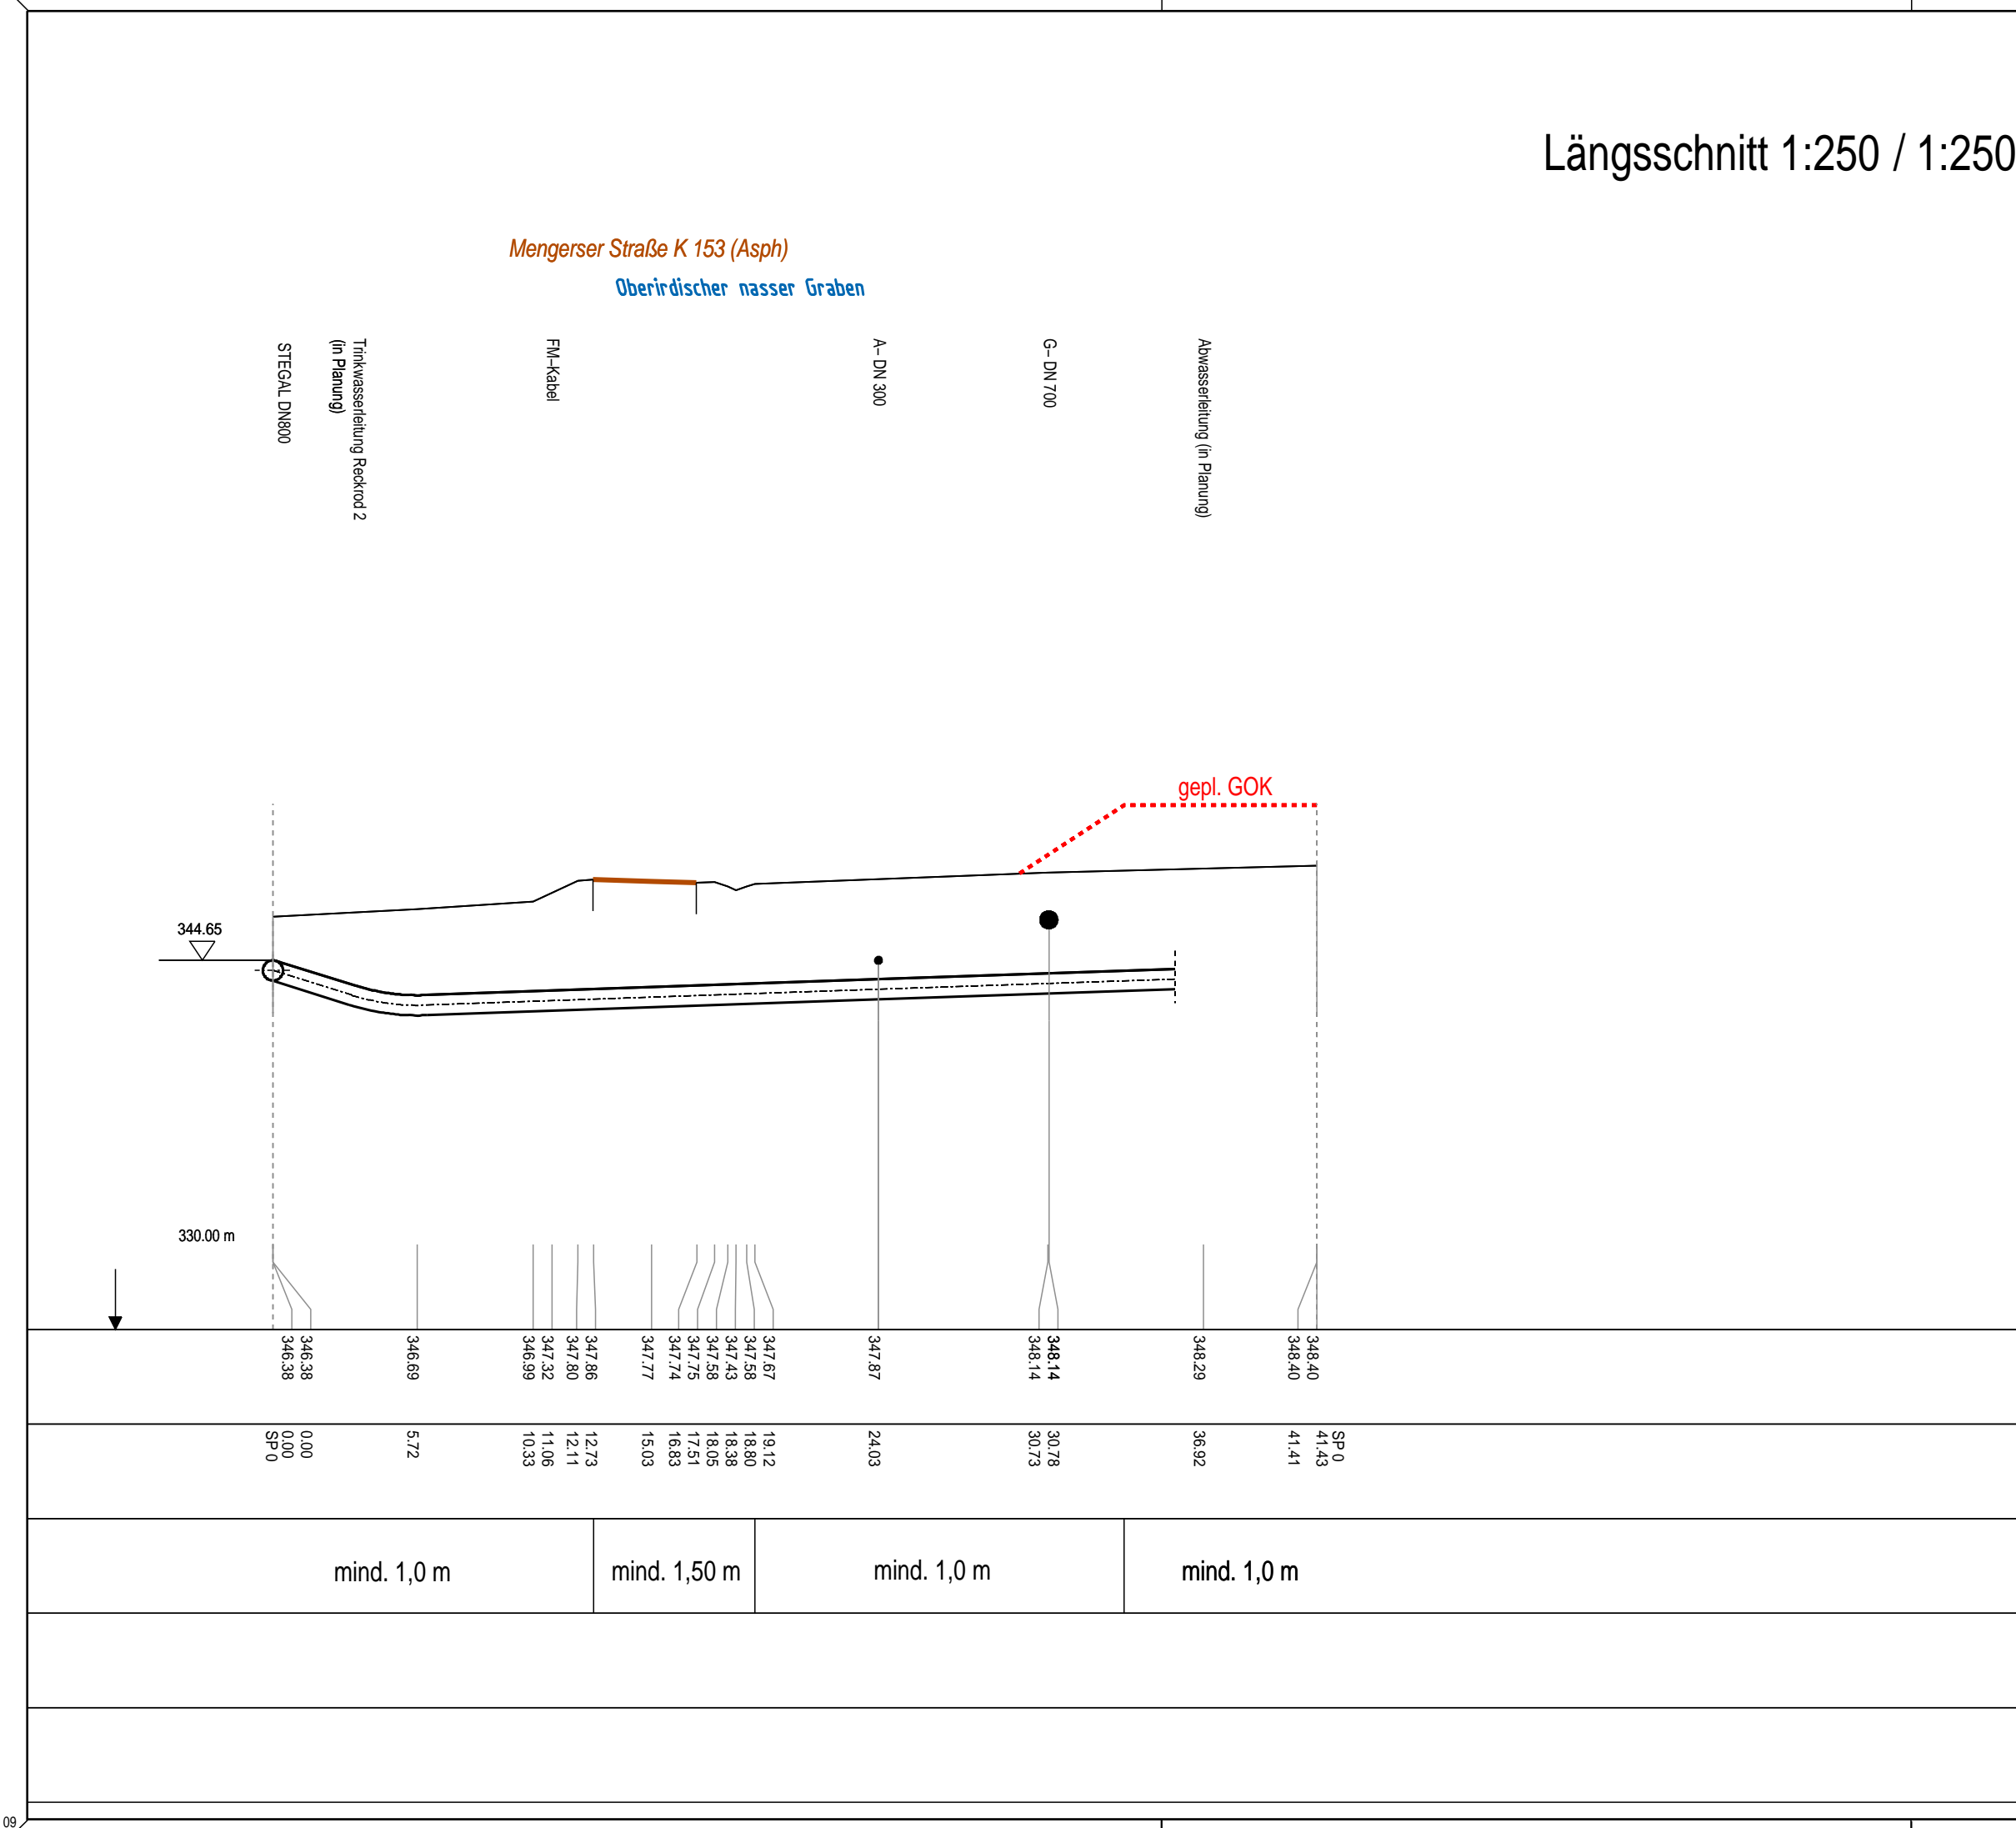 Längsschnitt 1:250 / 1:250
Mengerser Straße K 153 (Asph)
Oberirdischer nasser Graben
STEGAL DN800
Trinkwasserleitung Reckrod 2
(in Planung)
FM-Kabel
A- DN 300
G- DN 700
Abwasserleitung (in Planung)
gepl. GOK
344.65
330.00 m
346.38
346.38
346.69
346.99
347.32
347.80
347.86
347.77
347.74
347.75
347.58
347.43
347.58
347.67
347.87
348.14
348.14
348.29
348.40
348.40
SP 0
0.00
0.00
5.72
10.33
11.06
12.11
12.73
15.03
16.83
17.51
18.05
18.38
18.80
19.12
24.03
30.73
30.78
36.92
41.41
41.43
SP 0
mind. 1,0 m
mind. 1,50 m
mind. 1,0 m
mind. 1,0 m
09